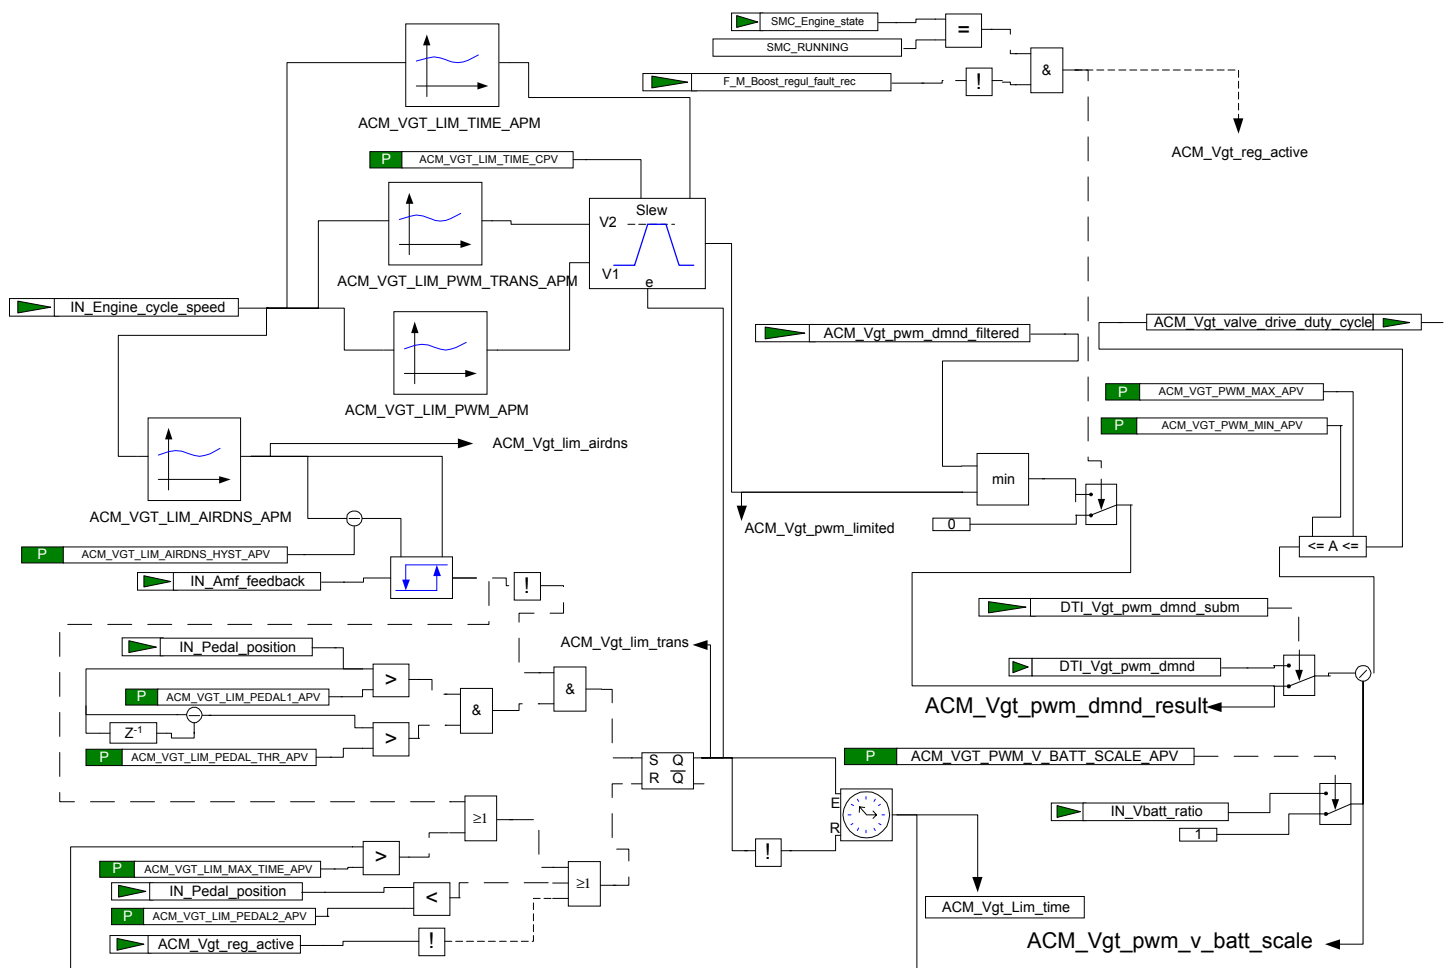 SMC_Engine_state
=
SMC_RUNNING
F_M_Boost_regul_fault_rec
!
&
ACM_Vgt_reg_active
ACM_VGT_LIM_TIME_APM
P ACM_VGT_LIM_TIME_CPV
Slew
V2
V1
e
ACM_VGT_LIM_PWM_TRANS_APM
IN_Engine_cycle_speed
ACM_VGT_LIM_PWM_APM
ACM_Vgt_pwm_dmnd_filtered
ACM_Vgt_valve_drive_duty_cycle
P ACM_VGT_PWM_MAX_APV
P ACM_VGT_PWM_MIN_APV
ACM_Vgt_lim_airdns
min
ACM_VGT_LIM_AIRDNS_APM
ACM_Vgt_pwm_limited
0
<= A <=
P ACM_VGT_LIM_AIRDNS_HYST_APV
IN_Amf_feedback
!
DTI_Vgt_pwm_dmnd_subm
IN_Pedal_position
ACM_Vgt_lim_trans
DTI_Vgt_pwm_dmnd
>
P ACM_VGT_LIM_PEDAL1_APV
&
&
ACM_Vgt_pwm_dmnd_result
Z-1
>
P ACM_VGT_LIM_PEDAL_THR_APV
S Q
R Q
P ACM_VGT_PWM_V_BATT_SCALE_APV
E
R
IN_Vbatt_ratio
1
≥1
!
>
P ACM_VGT_LIM_MAX_TIME_APV
IN_Pedal_position
<
≥1
P ACM_VGT_LIM_PEDAL2_APV
ACM_Vgt_Lim_time
ACM_Vgt_reg_active
!
ACM_Vgt_pwm_v_batt_scale